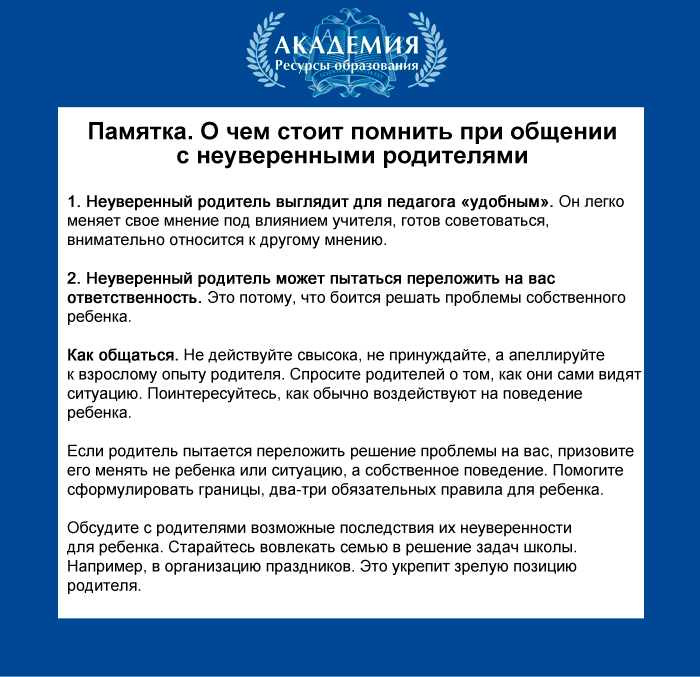 АКАДЕМИЯ
Ресурсы образования
Памятка. О чем стоит помнить при общении
с неуверенными родителями
1. Неуверенный родитель выглядит для педагога «удобным». Он легко
меняет свое мнение под влиянием учителя, готов советоваться,
внимательно относится к другому мнению.
2. Неуверенный родитель может пытаться переложить на вас
ответственность. Это потому, что боится решать проблемы собственного
ребенка.
Как общаться. Не действуйте свысока, не принуждайте, а апеллируйте
к взрослому опыту родителя. Спросите родителей о том, как они сами видят
ситуацию. Поинтересуйтесь, как обычно воздействуют на поведение
ребенка.
Если родитель пытается переложить решение проблемы на вас, призовите
его менять не ребенка или ситуацию, а собственное поведение. Помогите
сформулировать границы, два-три обязательных правила для ребенка.
Обсудите с родителями возможные последствия их неуверенности
для ребенка. Старайтесь вовлекать семью в решение задач школы.
Например, в организацию праздников. Это укрепит зрелую позицию
родителя.